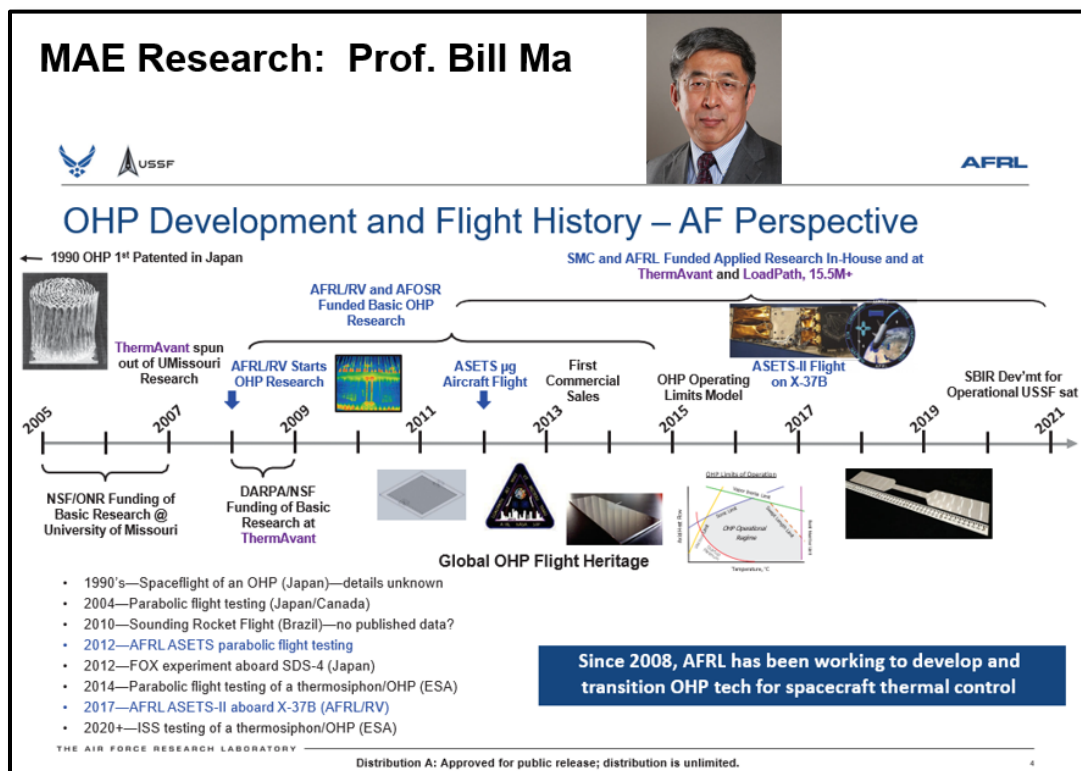 MAE Research:  Prof. Bill Ma
USSF
AFRL
OHP Development and Flight History – AF Perspective
1990 OHP 1st Patented in Japan
SMC and AFRL Funded Applied Research In-House and at
ThermAvant and LoadPath, 15.5M+
AFRL/RV and AFOSR
Funded Basic OHP
Research
ThermAvant spun
out of UMissouri
Research
AFRL/RV Starts
OHP Research
ASETS µg
Aircraft Flight
First
Commercial
Sales
OHP Operating
Limits Model
ASETS-II Flight
on X-37B
SBIR Dev'mt for
Operational USSF sat
2005
2007
2009
2011
2013
2015
2017
2019
2021
NSF/ONR Funding of
Basic Research @
University of Missouri
DARPA/NSF
Funding of Basic
Research at
ThermAvant
OHP Limits of Operation
OHP Operational
Regime
Temperature, °C
Global OHP Flight Heritage
• 1990's—Spaceflight of an OHP (Japan)—details unknown
• 2004—Parabolic flight testing (Japan/Canada)
• 2010—Sounding Rocket Flight (Brazil)—no published data?
• 2012—AFRL ASETS parabolic flight testing
• 2012—FOX experiment aboard SDS-4 (Japan)
• 2014—Parabolic flight testing of a thermosiphon/OHP (ESA)
• 2017—AFRL ASETS-II aboard X-37B (AFRL/RV)
• 2020+—ISS testing of a thermosiphon/OHP (ESA)
Since 2008, AFRL has been working to develop and
transition OHP tech for spacecraft thermal control
THE AIR FORCE RESEARCH LABORATORY
Distribution A: Approved for public release; distribution is unlimited.
4